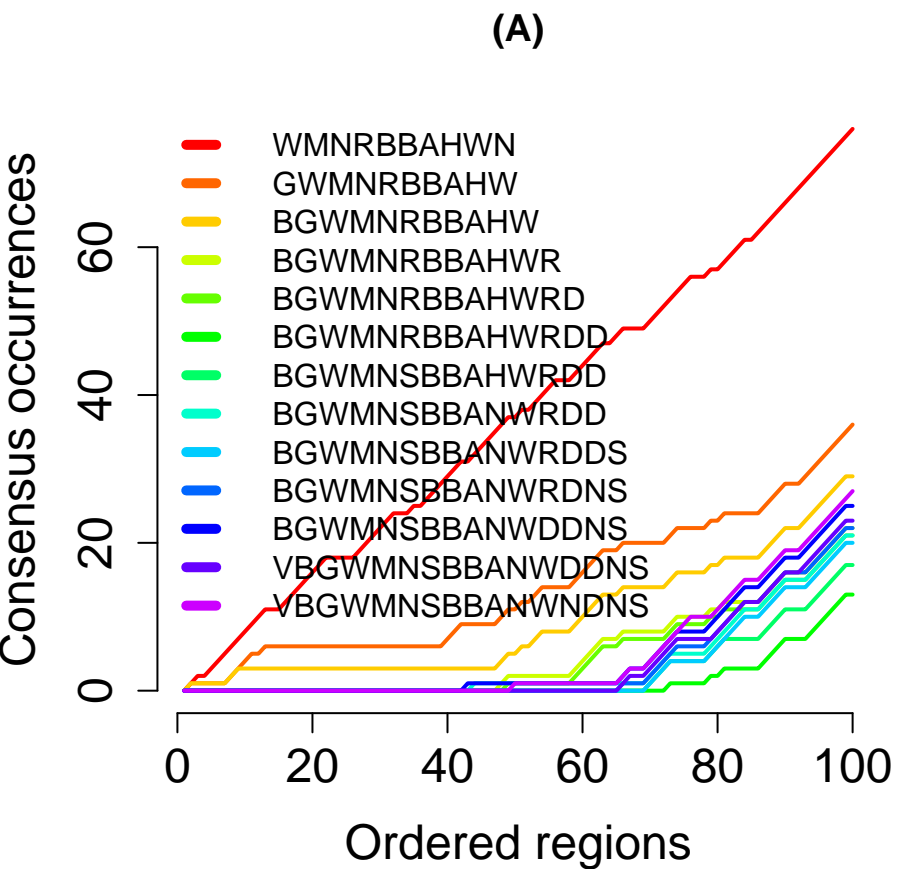 (A)
Consensus occurrences
60
40
20
0
WMNRBBAHWN
GWMNRBBAHW
BGWMNRBBAHW
BGWMNRBBAHWR
BGWMNRBBAHWRD
BGWMNRBBAHWRDD
BGWMNSBBAHWRDD
BGWMNSBBANWRDD
BGWMNSBBANWRDDS
BGWMNSBBANWRDNS
BGWMNSBBANWDDNS
VBGWMNSBBANWDDNS
VBGWMNSBBANWNDNS
0 20 40 60 80 100
Ordered regions